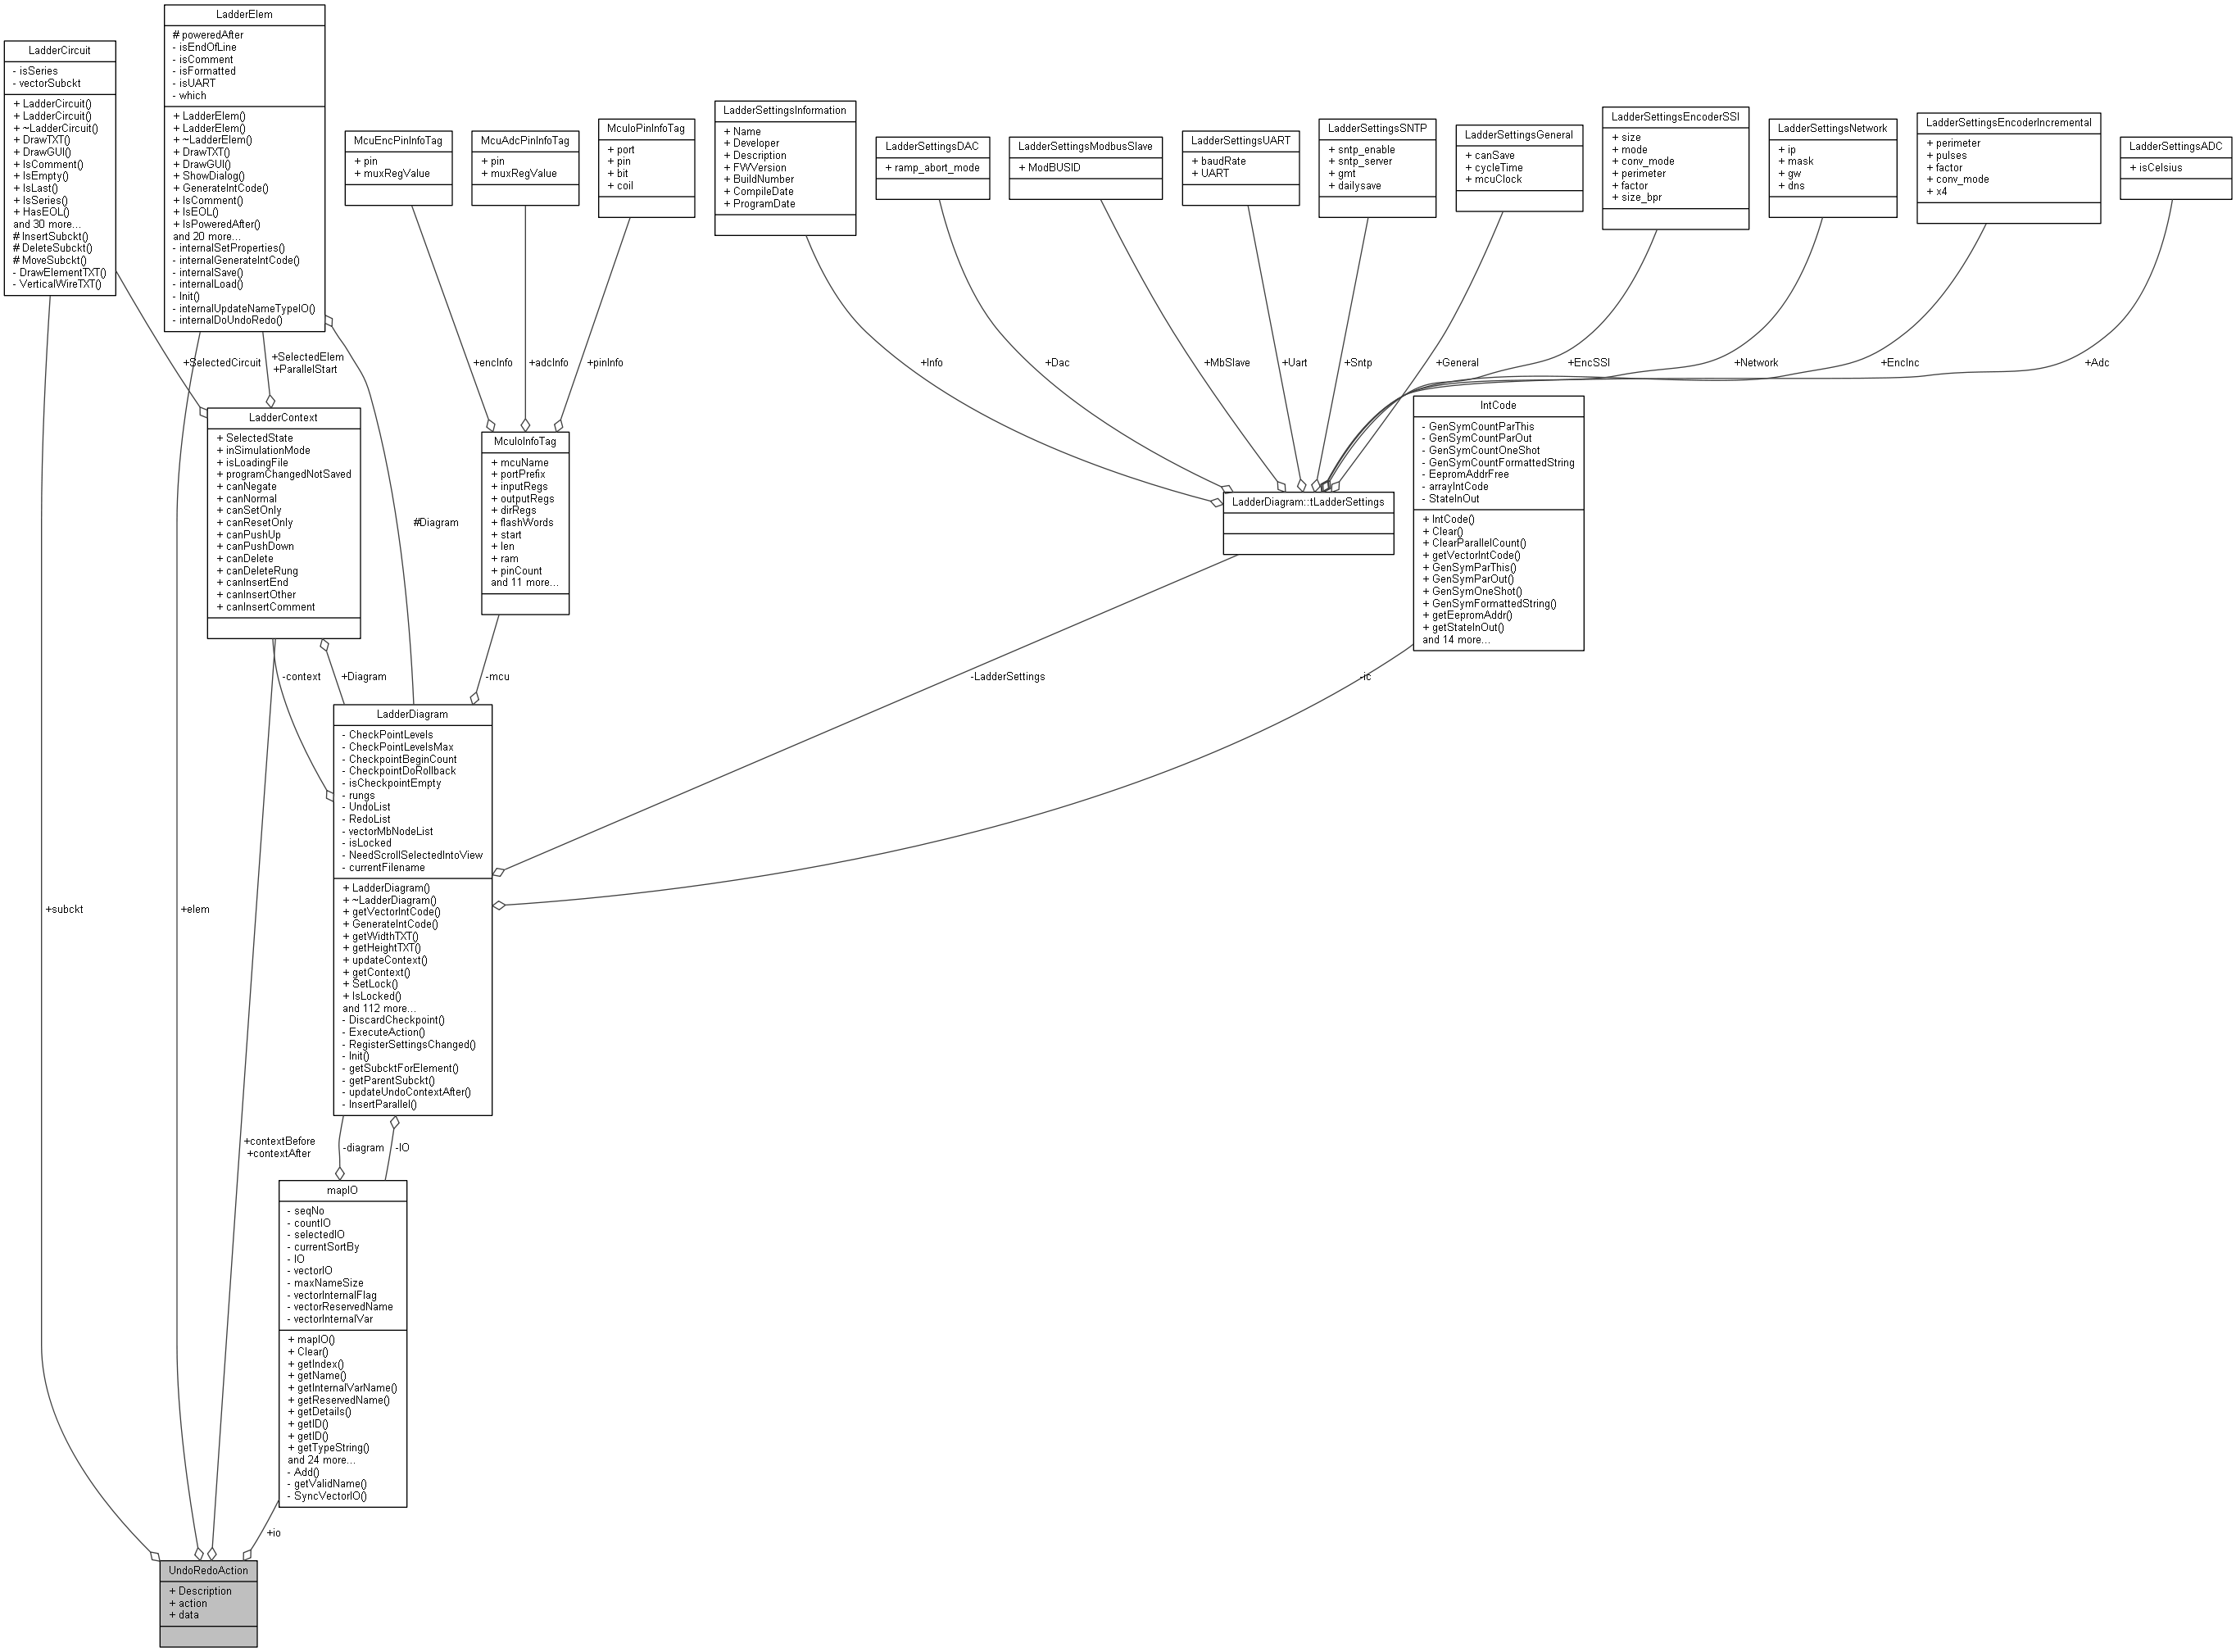 LadderElem
# poweredAfter
- isEndOfLine
- isComment
- isFormatted
- isUART
- which
+ LadderElem()
+ LadderElem()
+ ~LadderElem()
+ DrawTXT()
+ DrawGUI()
+ ShowDialog()
+ GenerateIntCode()
+ IsComment()
+ IsEOL()
+ IsPoweredAfter()
and 20 more...
- internalSetProperties()
- internalGenerateIntCode()
- internalSave()
- internalLoad()
- Init()
- internalUpdateNameTypeIO()
- internalDoUndoRedo()
LadderCircuit
- isSeries
- vectorSubckt
+ LadderCircuit()
+ LadderCircuit()
+ ~LadderCircuit()
+ DrawTXT()
+ DrawGUI()
+ IsComment()
+ IsEmpty()
+ IsLast()
+ IsSeries()
+ HasEOL()
and 30 more...
# InsertSubckt()
# DeleteSubckt()
# MoveSubckt()
- DrawElementTXT()
- VerticalWireTXT()
McuEncPinInfoTag
+ pin
+ muxRegValue
McuAdcPinInfoTag
+ pin
+ muxRegValue
McuIoPinInfoTag
+ port
+ pin
+ bit
+ coil
LadderSettingsInformation
+ Name
+ Developer
+ Description
+ FWVersion
+ BuildNumber
+ CompileDate
+ ProgramDate
LadderSettingsDAC
+ ramp_abort_mode
LadderSettingsModbusSlave
+ ModBUSID
LadderSettingsUART
+ baudRate
+ UART
LadderSettingsSNTP
+ sntp_enable
+ sntp_server
+ gmt
+ dailysave
LadderSettingsGeneral
+ canSave
+ cycleTime
+ mcuClock
LadderSettingsEncoderSSI
+ size
+ mode
+ conv_mode
+ perimeter
+ factor
+ size_bpr
LadderSettingsNetwork
+ ip
+ mask
+ gw
+ dns
LadderSettingsEncoderIncremental
+ perimeter
+ pulses
+ factor
+ conv_mode
+ x4
LadderSettingsADC
+ isCelsius
+SelectedCircuit
+SelectedElem
+ParallelStart
+encInfo
+adcInfo
+pinInfo
+Info
+Dac
+MbSlave
+Uart
+Sntp
+General
+EncSSI
+Network
+EncInc
+Adc
LadderContext
+ SelectedState
+ inSimulationMode
+ isLoadingFile
+ programChangedNotSaved
+ canNegate
+ canNormal
+ canSetOnly
+ canResetOnly
+ canPushUp
+ canPushDown
+ canDelete
+ canDeleteRung
+ canInsertEnd
+ canInsertOther
+ canInsertComment
#Diagram
McuIoInfoTag
+ mcuName
+ portPrefix
+ inputRegs
+ outputRegs
+ dirRegs
+ flashWords
+ start
+ len
+ ram
+ pinCount
and 11 more...
LadderDiagram::tLadderSettings
IntCode
- GenSymCountParThis
- GenSymCountParOut
- GenSymCountOneShot
- GenSymCountFormattedString
- EepromAddrFree
- arrayIntCode
- StateInOut
+ IntCode()
+ Clear()
+ ClearParallelCount()
+ getVectorIntCode()
+ GenSymParThis()
+ GenSymParOut()
+ GenSymOneShot()
+ GenSymFormattedString()
+ getEepromAddr()
+ getStateInOut()
and 14 more...
-context
+Diagram
-mcu
-LadderSettings
-ic
LadderDiagram
- CheckPointLevels
- CheckPointLevelsMax
- CheckpointBeginCount
- CheckpointDoRollback
- isCheckpointEmpty
- rungs
- UndoList
- RedoList
- vectorMbNodeList
- isLocked
- NeedScrollSelectedIntoView
- currentFilename
+ LadderDiagram()
+ ~LadderDiagram()
+ getVectorIntCode()
+ GenerateIntCode()
+ getWidthTXT()
+ getHeightTXT()
+ updateContext()
+ getContext()
+ SetLock()
+ IsLocked()
and 112 more...
- DiscardCheckpoint()
- ExecuteAction()
- RegisterSettingsChanged()
- Init()
- getSubcktForElement()
- getParentSubckt()
- updateUndoContextAfter()
- InsertParallel()
+subckt
+elem
+contextBefore
+contextAfter
-diagram
-IO
mapIO
- seqNo
- countIO
- selectedIO
- currentSortBy
- IO
- vectorIO
- maxNameSize
- vectorInternalFlag
- vectorReservedName
- vectorInternalVar
+ mapIO()
+ Clear()
+ getIndex()
+ getName()
+ getInternalVarName()
+ getReservedName()
+ getDetails()
+ getID()
+ getID()
+ getTypeString()
and 24 more...
- Add()
- getValidName()
- SyncVectorIO()
+io
UndoRedoAction
+ Description
+ action
+ data